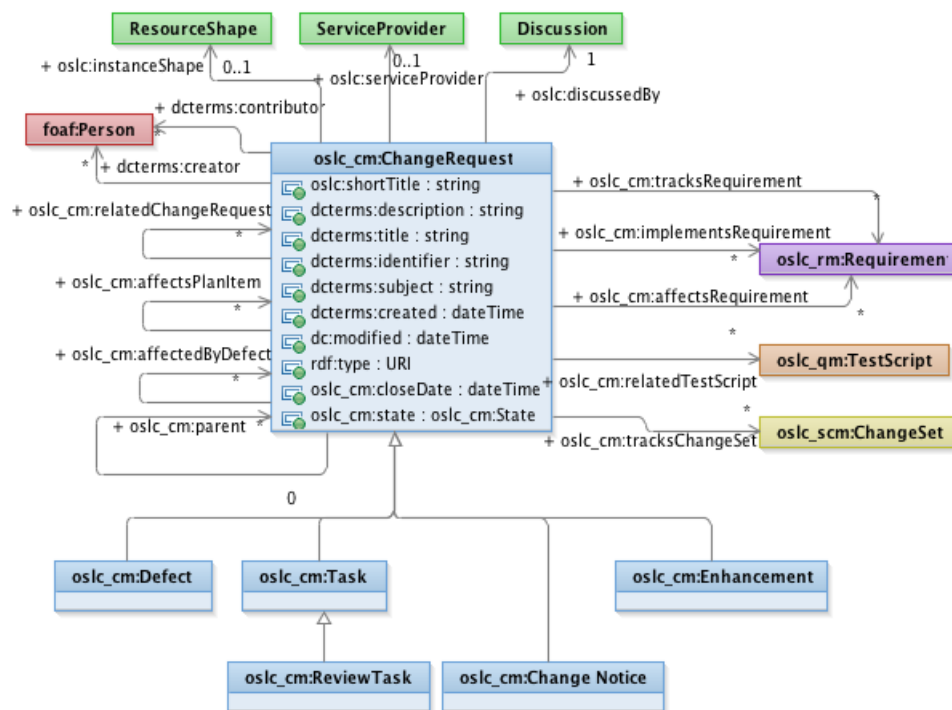 ResourceShape
ServiceProvider
Discussion
+ oslc:instanceShape
0..1
+ oslc:serviceProvider
0..1
1
+ oslc:discussedBy
+ dcterms:contributor
*
foaf:Person
* + dcterms:creator
oslc_cm:ChangeRequest
oslc:shortTitle : string
dcterms:description : string
dcterms:title : string
dcterms:identifier : string
dcterms:subject : string
dcterms:created : dateTime
dc:modified : dateTime
rdf:type : URI
oslc_cm:closeDate : dateTime
oslc_cm:state : oslc_cm:State
+ oslc_cm:relatedChangeRequest
*
+ oslc_cm:affectsPlanItem
*
+ oslc_cm:affectedByDefect
*
+ oslc_cm:parent *
0
+ oslc_cm:tracksRequirement
*
+ oslc_cm:implementsRequirement
*
oslc_rm:Requiremen
+ oslc_cm:affectsRequirement
*
*
oslc_qm:TestScript
+ oslc_cm:relatedTestScript
*
oslc_scm:ChangeSet
+ oslc_cm:tracksChangeSet
oslc_cm:Defect
oslc_cm:Task
oslc_cm:Enhancement
oslc_cm:ReviewTask
oslc_cm:Change Notice